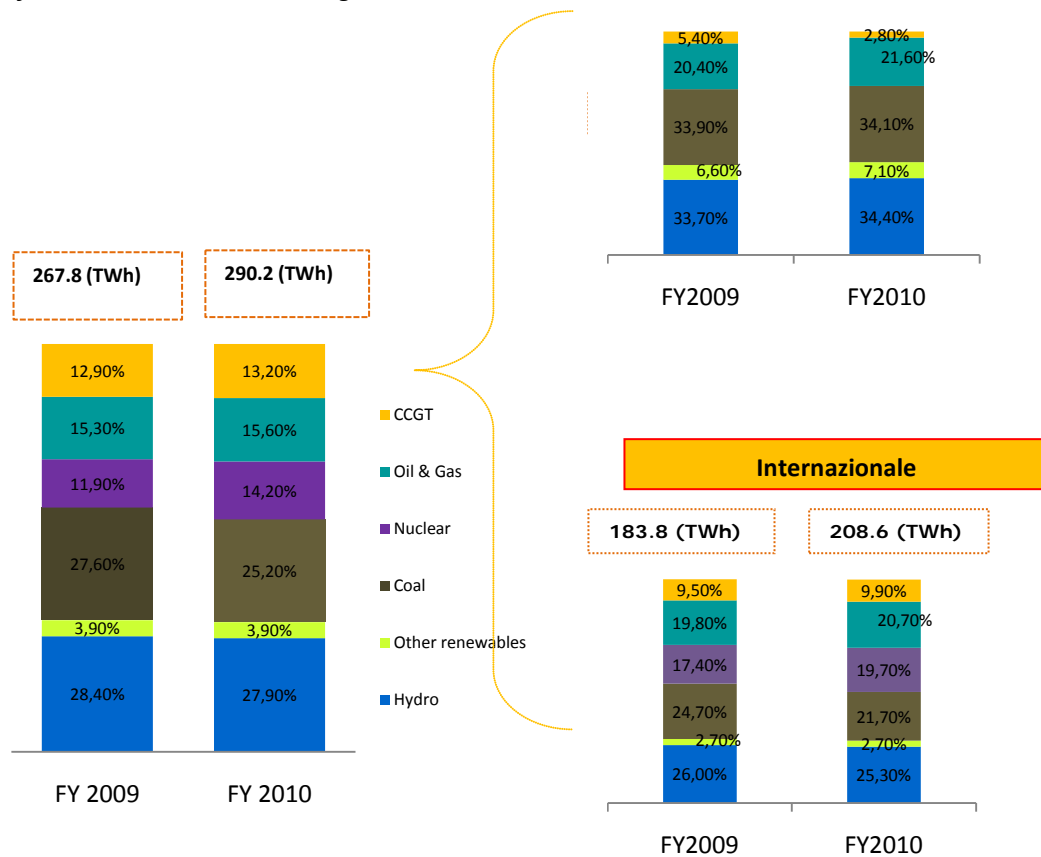 5,40%
20,40%
33,90%
6,60%
33,70%
2,80%
21,60%
34,10%
7,10%
34,40%
FY2009
FY2010
267.8 (TWh)
290.2 (TWh)
12,90%
15,30%
11,90%
27,60%
3,90%
28,40%
13,20%
15,60%
14,20%
25,20%
3,90%
27,90%
FY 2009
FY 2010
CCGT
Oil & Gas
Nuclear
Coal
Other renewables
Hydro
Internazionale
183.8 (TWh)
208.6 (TWh)
9,50%
19,80%
17,40%
24,70%
2,70%
26,00%
9,90%
20,70%
19,70%
21,70%
2,70%
25,30%
FY2009
FY2010